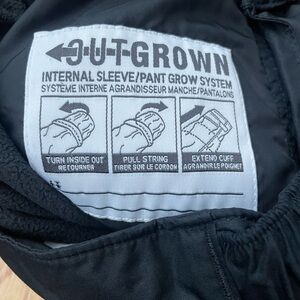 OUTGROWN
INTERNAL SLEEVE/PANT GROW SYSTEM
SYSTÈME INTERNE AGRANDISSEUR MANCHE/PANTALONS
TURN INSIDE OUT
RETOURNER
PULL STRING
TIRER SUR LE CORDON
EXTEND CUFF
AGRANDIR LE POIGNET